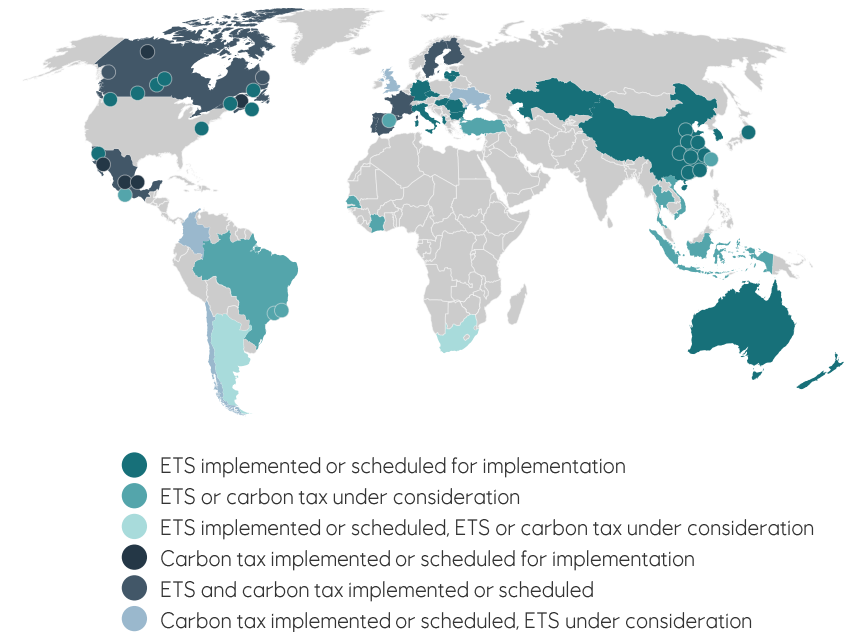 ETS implemented or scheduled for implementation
ETS or carbon tax under consideration
ETS implemented or scheduled, ETS or carbon tax under consideration
Carbon tax implemented or scheduled for implementation
ETS and carbon tax implemented or scheduled
Carbon tax implemented or scheduled, ETS under consideration